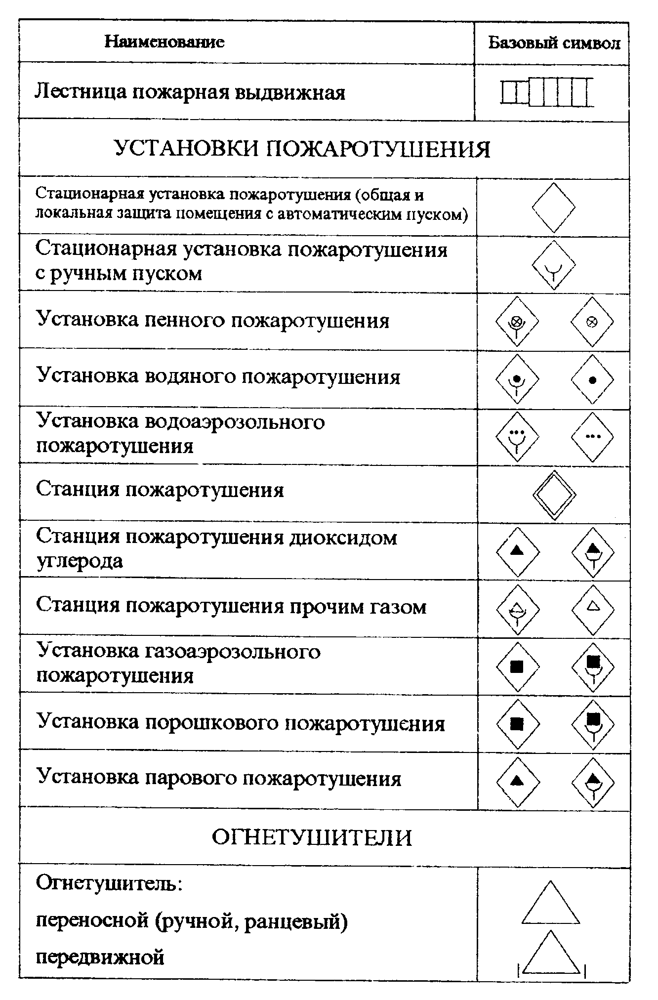 Наименование
Базовый символ
Лестница пожарная выдвижная
УСТАНОВКИ ПОЖАРОТУШЕНИЯ
Стационарная установка пожаротушения (общая и
локальная защита помещения с автоматическим пуском)
Стационарная установка пожаротушения
с ручным пуском
Установка пенного пожаротушения
Установка водяного пожаротушения
Установка водоаэрозольного
пожаротушения
Станция пожаротушения
Станция пожаротушения диоксидом
углерода
Станция пожаротушения прочим газом
Установка газоаэрозольного
пожаротушения
Установка порошкового пожаротушения
Установка парового пожаротушения
ОГНЕТУШИТЕЛИ
Огнетушитель:
переносной (ручной, ранцевый)
передвижной